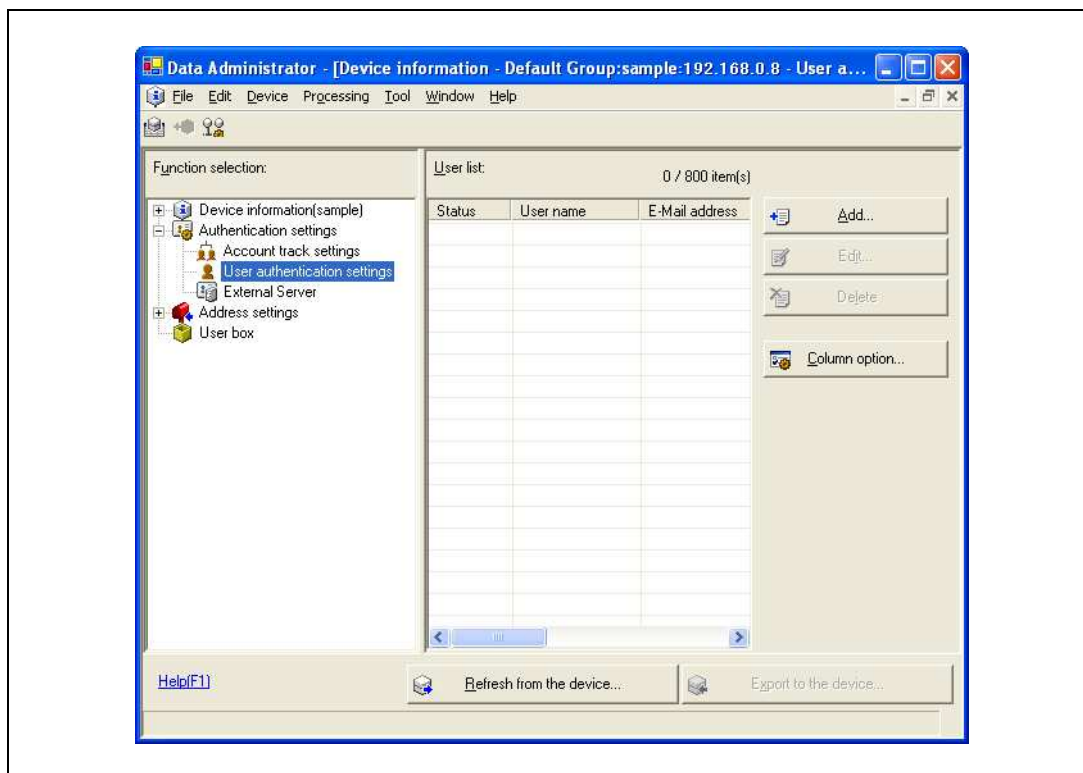 Data Administrator - [Device information - Default Group:sample:192.168.0.8 - User a...
File Edit Device Processing Tool Window Help
Function selection:
User list:
0 / 800 item(s)
Device information(sample)
Authentication settings
Account track settings
User authentication settings
External Server
Address settings
User box
Status User name E-Mail address
Add...
Edit...
Delete
Column option...
Help(F1)
Refresh from the device...
Export to the device...